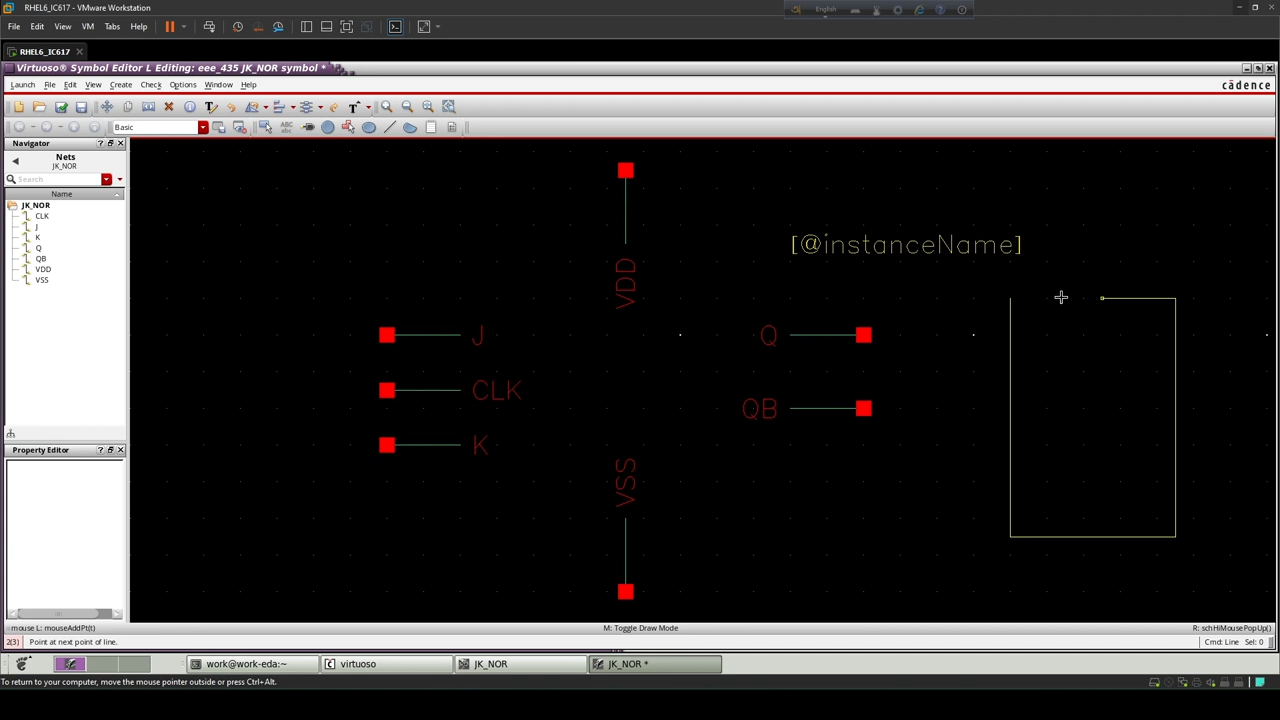 RHEL6_IC617 - VMware Workstation
English
File Edit View VM Tabs Help
RHEL6_IC617
Virtuoso® Symbol Editor L Editing: eee_435 JK_NOR symbol *
Launch File Edit View Create Check Options Window Help
cādence
Basic
Navigator
Nets
JK_NOR
Search
Name
JK_NOR
CLK
J
K
Q
QB
VDD
VSS
Property Editor
VDD
[@instanceName]
J
Q
CLK
QB
K
VSS
mouse L: mouseAddPt(t)
M: Toggle Draw Mode
R: schHiMousePopUp()
2(3) Point at next point of line.
Cmd: Line Sel: 0
work@work-eda:~
virtuoso
JK_NOR
JK_NOR *
To return to your computer, move the mouse pointer outside or press Ctrl+Alt.